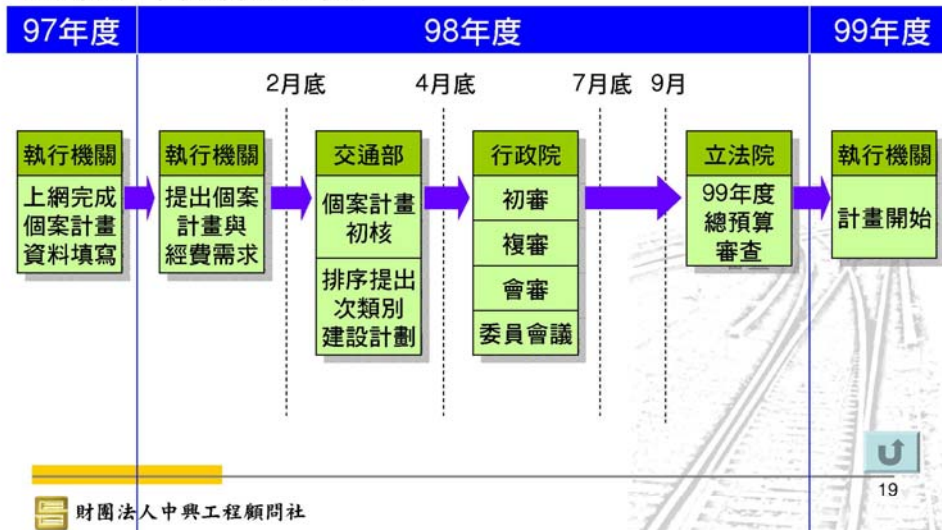 97年度
98年度
99年度
2月底
4月底
7月底
9月
執行機關
上網完成
個案計畫
資料填寫
執行機關
提出個案
計畫與
經費需求
交通部
個案計畫
初核
排序提出
次類別
建設計劃
行政院
初審
複審
會審
委員會議
立法院
99年度
總預算
審查
執行機關
計畫開始
19
財團法人中興工程顧問社